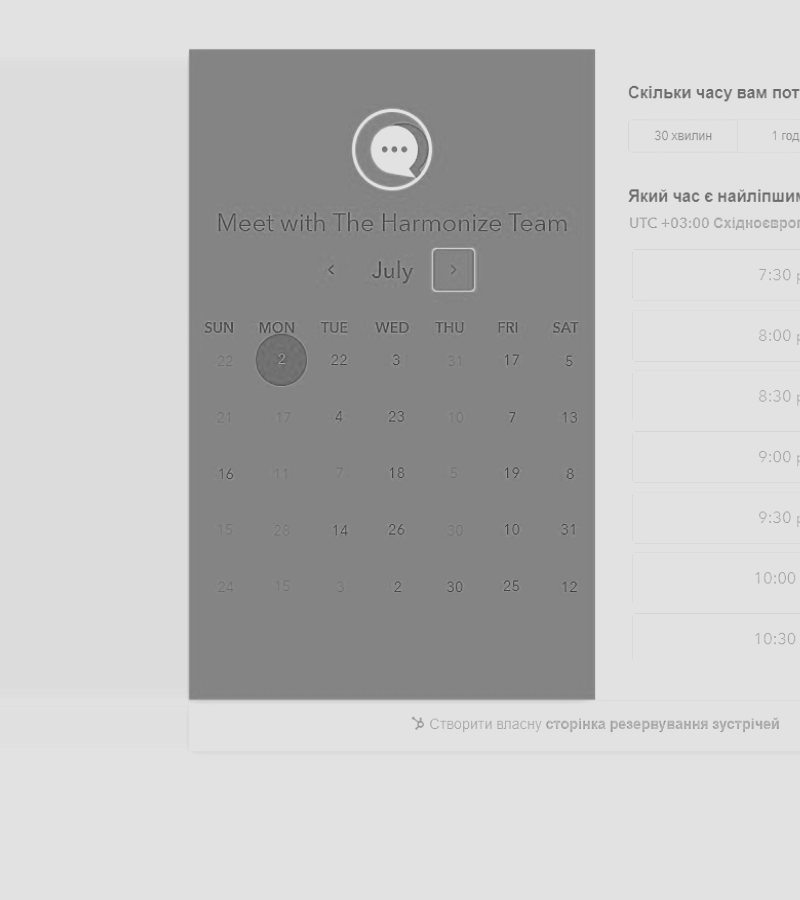 Meet with The Harmonize Team
July
SUN MON TUE WED THU FRI SAT
22 2 22 3 31 17 5
21 17 4 23 10 7 13
16 11 7 18 5 19 8
15 28 14 26 30 10 31
24 15 3 2 30 25 12
Скільки часу вам пот
30 хвилин 1 год
Який час є найліпшим
UTC +03:00 Східноєвроп
7:30 р
8:00 р
8:30 р
9:00 р
9:30 р
10:00
10:30
Створити власну сторінка резервування зустрічей